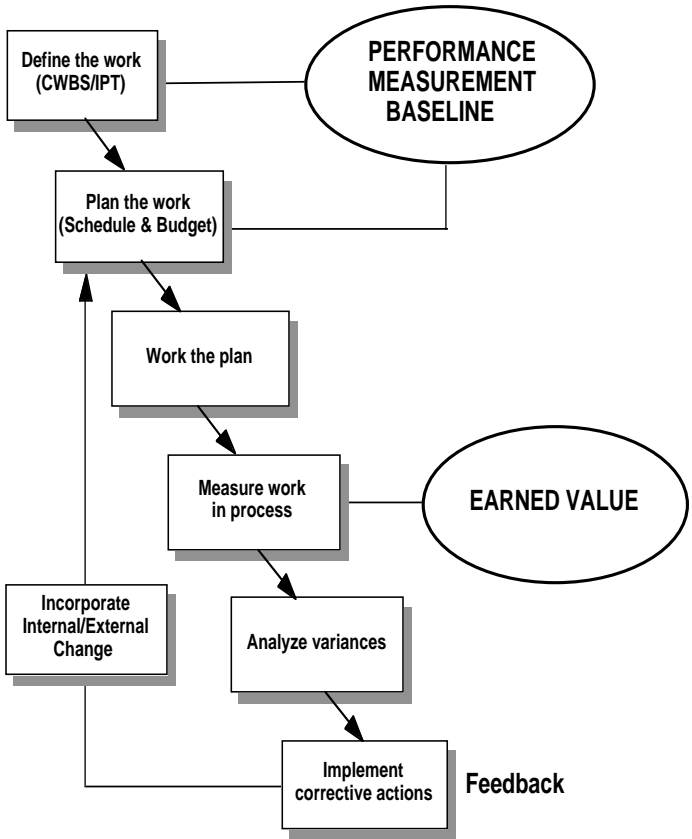 Define the work
(CWBS/IPT)
PERFORMANCE
MEASUREMENT
BASELINE
Plan the work
(Schedule & Budget)
Work the plan
Measure work
in process
EARNED VALUE
Incorporate
Internal/External
Change
Analyze variances
Implement
corrective actions
Feedback